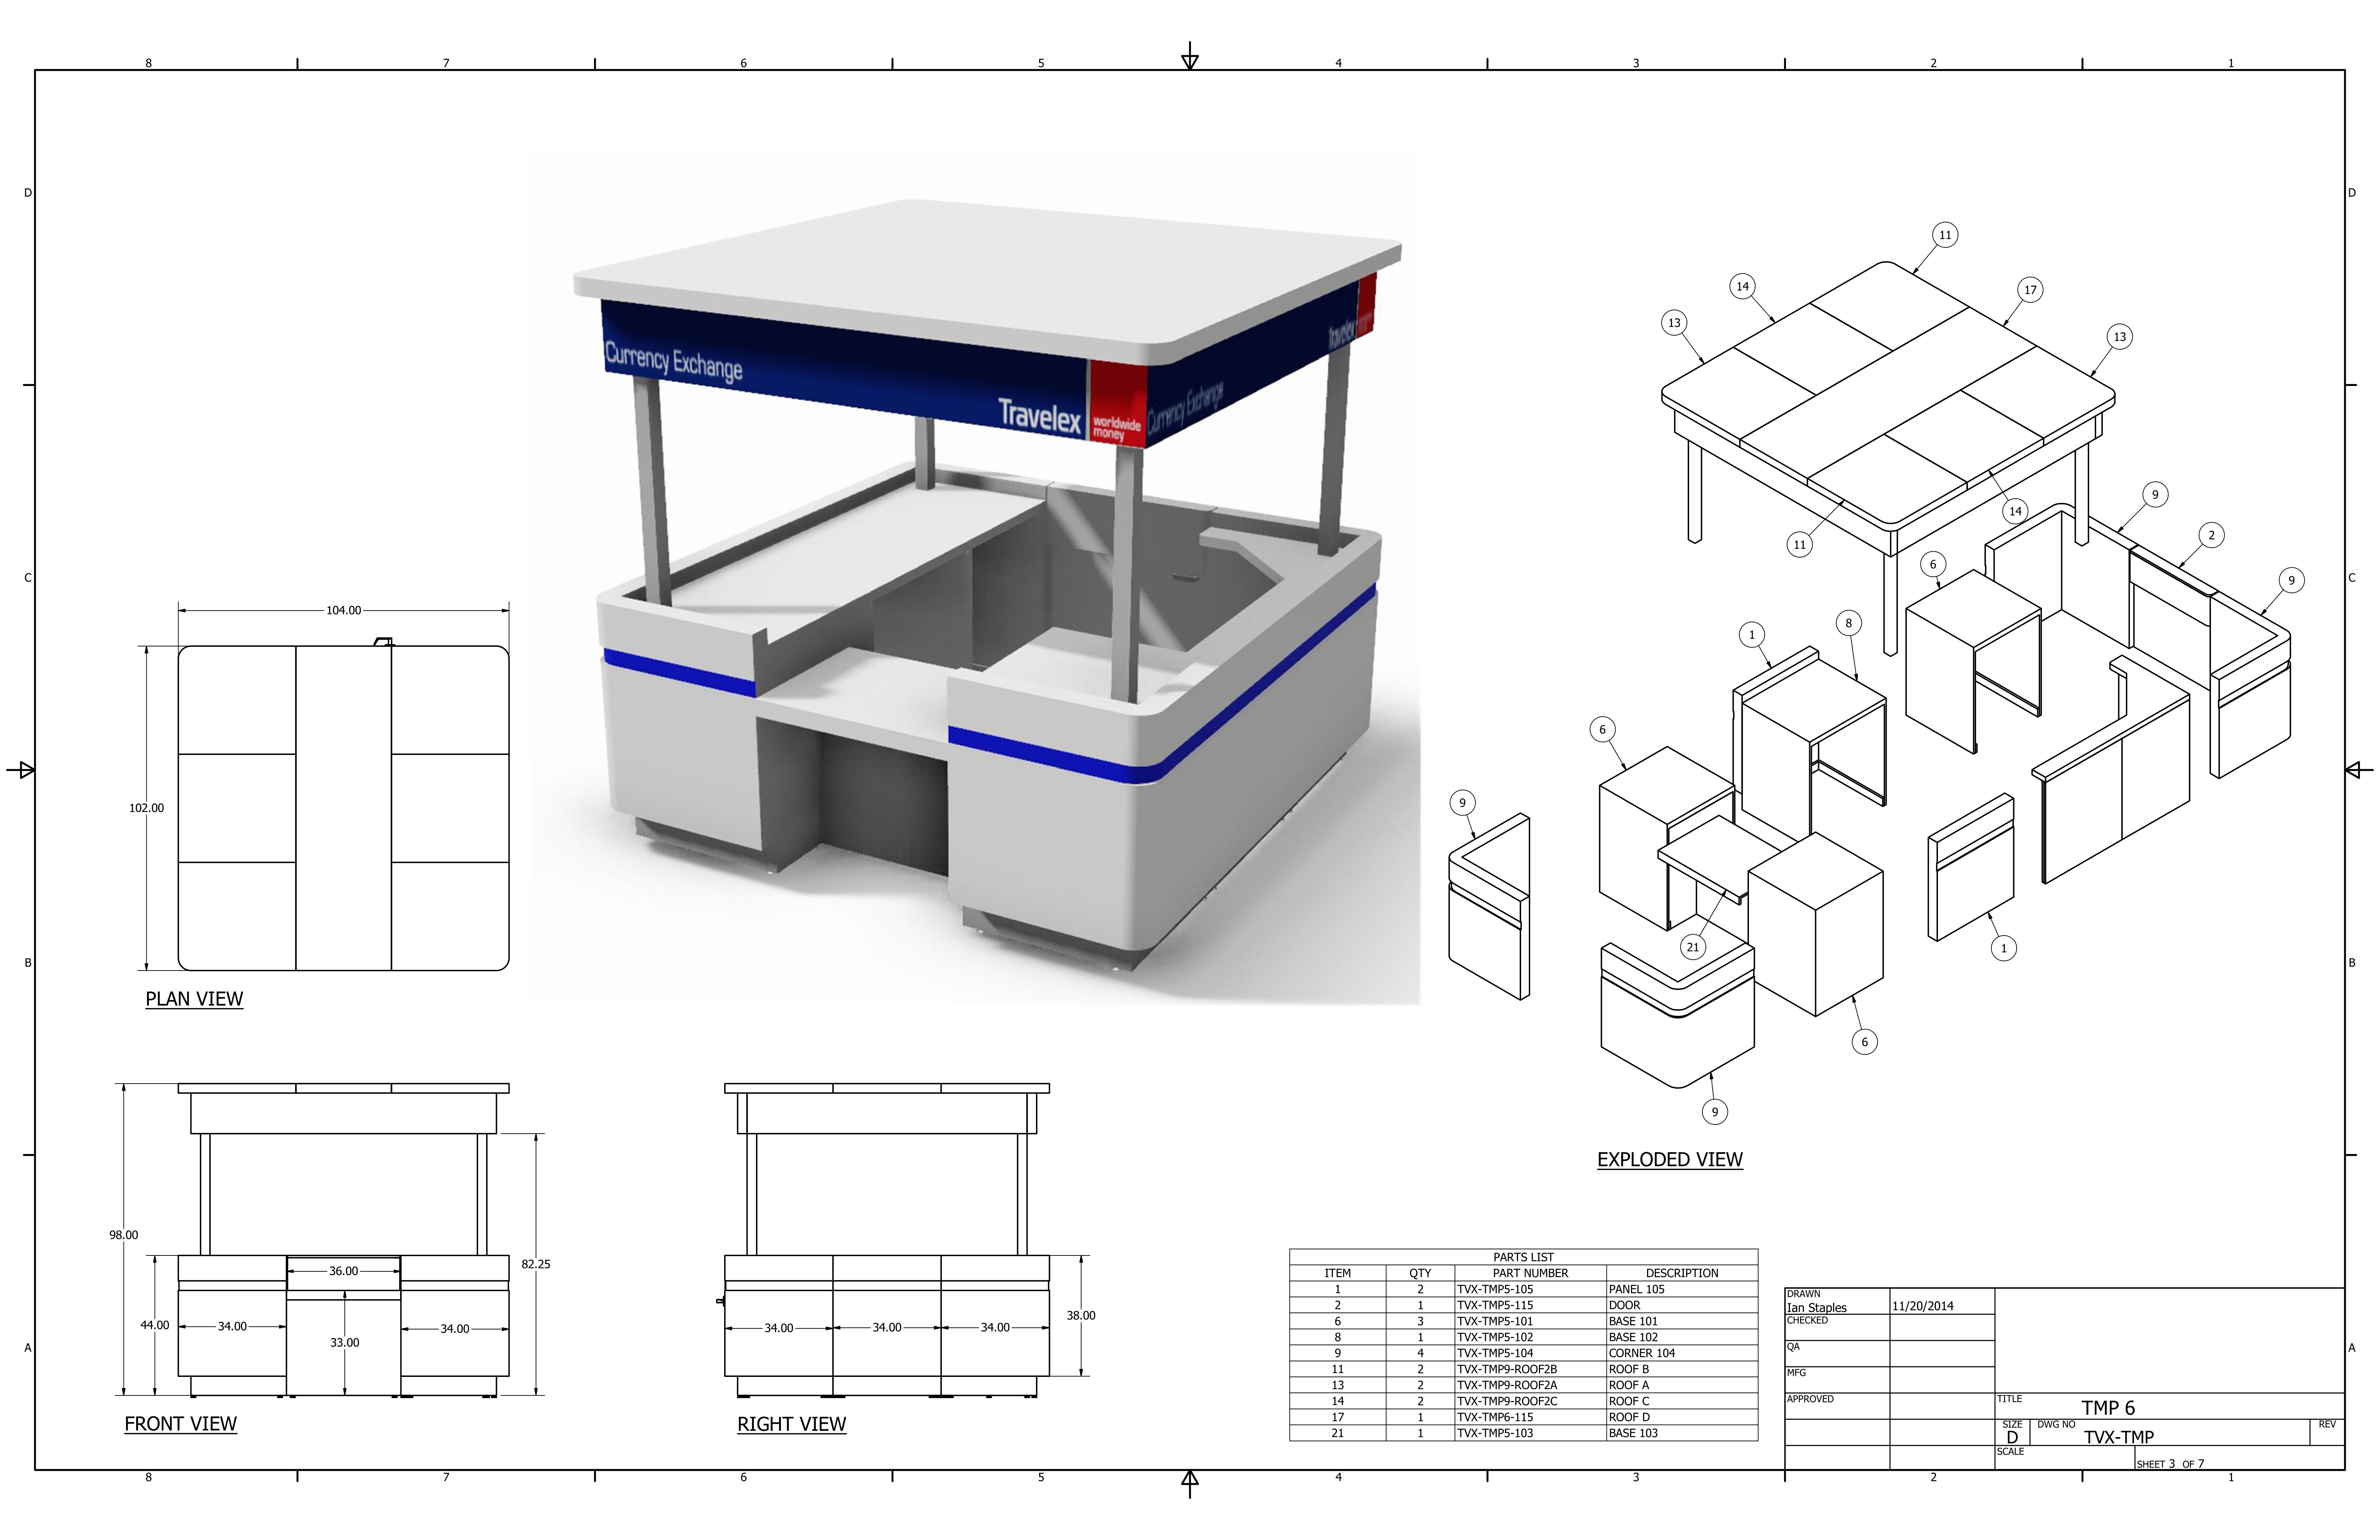 8 7 6 5 4 3 2 1
D D
C C
B B
A A
Currency Exchange
Travelex
worldwide
money
Currency Exchange
Travelex
11
14
17
13
13
9
14
11
2
6
9
8
1
6
9
21
1
6
9
EXPLODED VIEW
104.00
102.00
PLAN VIEW
98.00
82.25
36.00
44.00
34.00
34.00
33.00
FRONT VIEW
38.00
34.00
34.00
34.00
RIGHT VIEW
PARTS LIST
ITEM QTY PART NUMBER DESCRIPTION
1 2 TVX-TMP5-105 PANEL 105
2 1 TVX-TMP5-115 DOOR
6 3 TVX-TMP5-101 BASE 101
8 1 TVX-TMP5-102 BASE 102
9 4 TVX-TMP5-104 CORNER 104
11 2 TVX-TMP9-ROOF2B ROOF B
13 2 TVX-TMP9-ROOF2A ROOF A
14 2 TVX-TMP9-ROOF2C ROOF C
17 1 TVX-TMP6-115 ROOF D
21 1 TVX-TMP5-103 BASE 103
DRAWN
Ian Staples 11/20/2014
CHECKED
QA
MFG
APPROVED
TITLE
TMP 6
SIZE
D
DWG NO
TVX-TMP
REV
SCALE
SHEET 3 OF 7
8 7 6 5 4 3 2 1